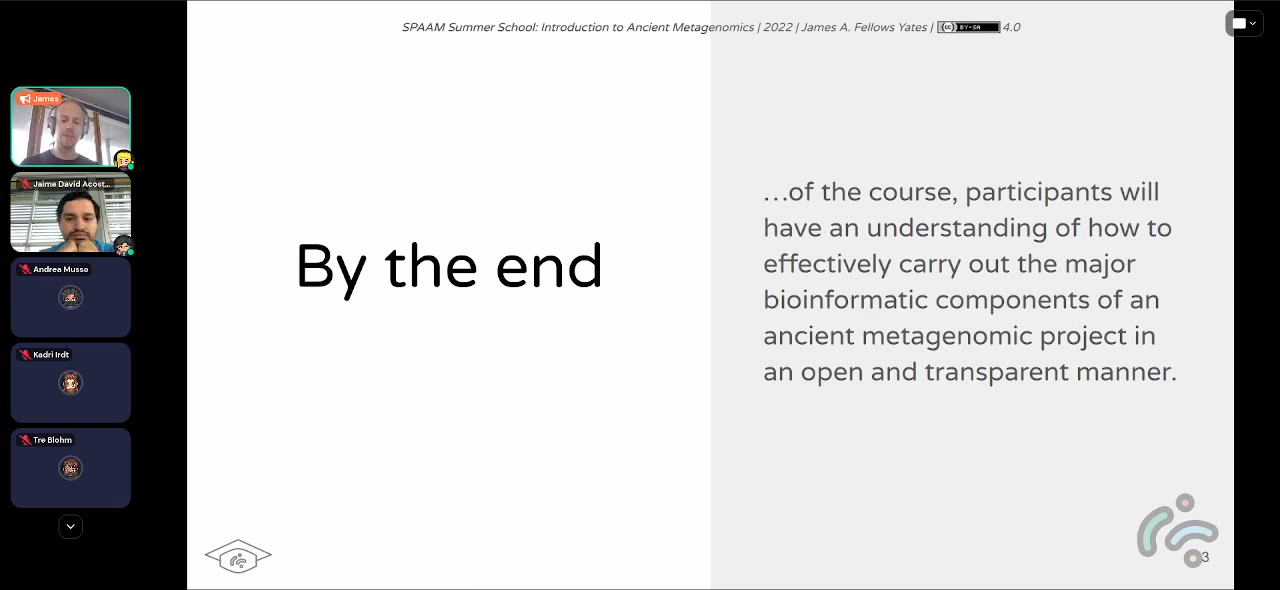 SPAAM Summer School: Introduction to Ancient Metagenomics | 2022 | James A. Fellows Yates | (cc) BY-SA 4.0
James
Jaime David Acost...
Andrea Musso
Kadri Irdt
Tre Blohm
By the end
...of the course, participants will
have an understanding of how to
effectively carry out the major
bioinformatic components of an
ancient metagenomic project in
an open and transparent manner.
3